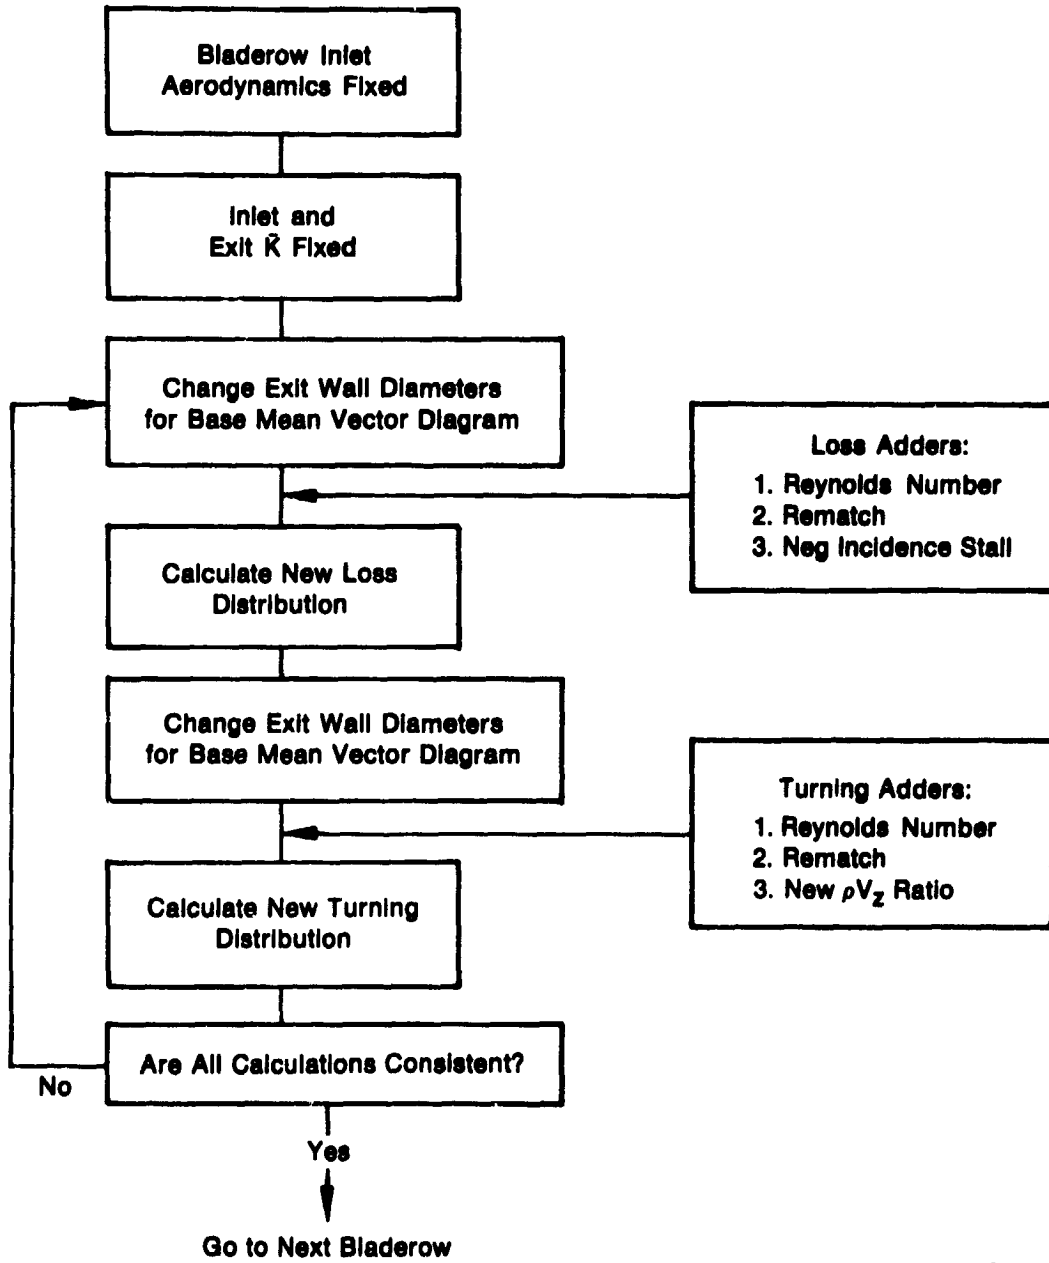 Bladerow Inlet
Aerodynamics Fixed
Inlet and
Exit K̄ Fixed
Change Exit Wall Diameters
for Base Mean Vector Diagram
Loss Adders:
1. Reynolds Number
2. Rematch
3. Neg Incidence Stall
Calculate New Loss
Distribution
Change Exit Wall Diameters
for Base Mean Vector Diagram
Turning Adders:
1. Reynolds Number
2. Rematch
3. New ρV_z Ratio
Calculate New Turning
Distribution
Are All Calculations Consistent?
No
Yes
Go to Next Bladerow